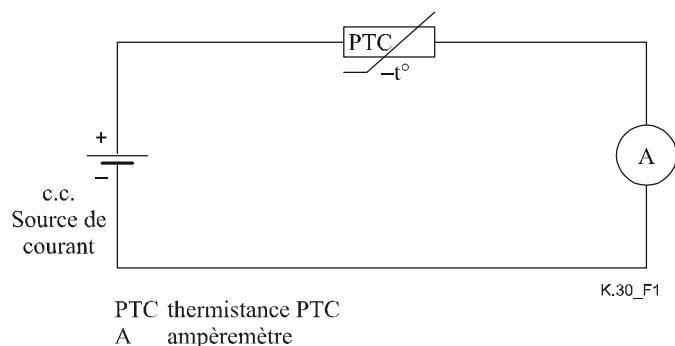 PTC
–t°
+
–
A
c.c.
Source de
courant
K.30_F1
PTC thermistance PTC
A ampèremètre